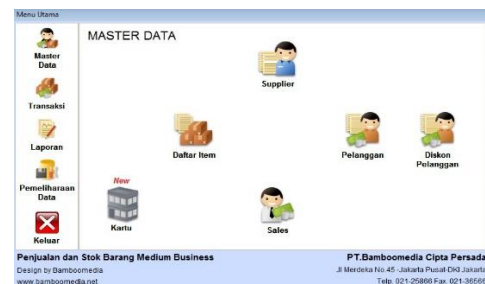 Menu Utama
MASTER DATA
Master
Data
Transaksi
Laporan
Pemeliharaan
Data
Keluar
Supplier
Daftar Item
Pelanggan
Diskon
Pelanggan
New
Kartu
Sales
Penjualan dan Stok Barang Medium Business
Design by Bamboomedia
www.bamboomedia.net
PT.Bamboomedia Cipta Persada
Jl Merdeka No.45 -Jakarta Pusat-DKI Jakarta
Telp. 021-25866 Fax. 021-36566